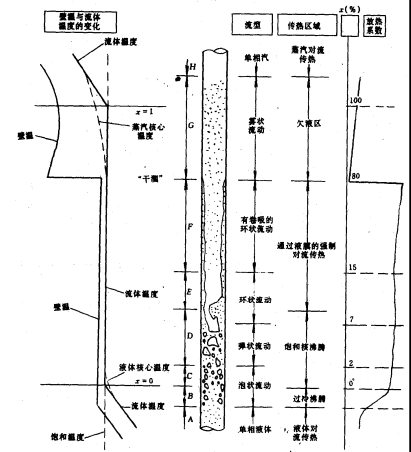 壁温与流体
温度的变化
流型
传热区域
x(%)
放热
系数
流体温度
H
单相汽
蒸汽对流
传热
x=1
100
蒸汽核心
温度
壁温
G
雾状
流动
欠液区
"干涸"
80
F
有卷吸的
环状流动
通过液膜的强制
对流传热
15
E
环状流动
流体温度
壁温
7
D
弹状流动
饱和核沸腾
液体核心温度
2
C
泡状流动
x=0
0
B
流体温度
过冷沸腾
A
饱和温度
单相液体
液体对
流传热